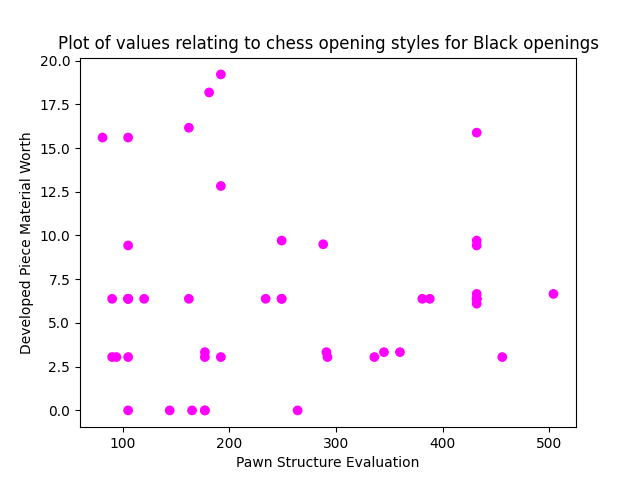 Plot of values relating to chess opening styles for Black openings
20.0
17.5
15.0
12.5
10.0
7.5
5.0
2.5
0.0
Developed Piece Material Worth
100 200 300 400 500
Pawn Structure Evaluation